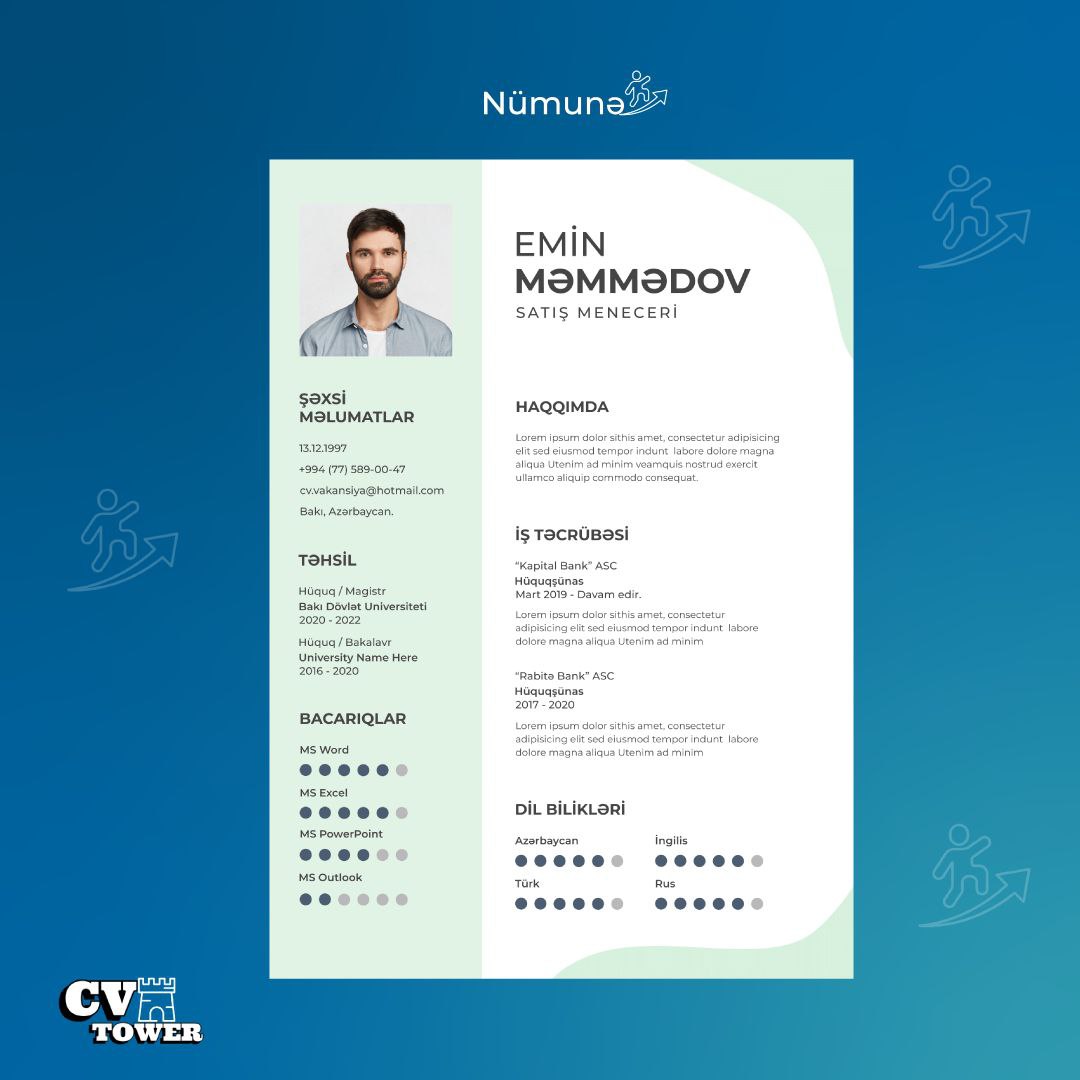 Nümunə
EMİN
MƏMMƏDOV
SATIŞ MENECERİ
ŞƏXSİ
MƏLUMATLAR
13.12.1997
+994 (77) 589-00-47
cv.vakansiya@hotmail.com
Bakı, Azərbaycan.
TƏHSİL
Hüquq / Magistr
Bakı Dövlət Universiteti
2020 - 2022
Hüquq / Bakalavr
University Name Here
2016 - 2020
BACARIQLAR
MS Word
MS Excel
MS PowerPoint
MS Outlook
HAQQIMDA
Lorem ipsum dolor sithis amet, consectetur adipisicing
elit sed eiusmod tempor indunt labore dolore magna
aliqua Utenim ad minim veamquis nostrud exercit
ullamco aliquip commodo consequat.
İŞ TƏCRÜBƏSİ
“Kapital Bank” ASC
Hüquqşünas
Mart 2019 - Davam edir.
Lorem ipsum dolor sithis amet, consectetur
adipisicing elit sed eiusmod tempor indunt labore
dolore magna aliqua Utenim ad minim
“Rabitə Bank” ASC
Hüquqşünas
2017 - 2020
Lorem ipsum dolor sithis amet, consectetur
adipisicing elit sed eiusmod tempor indunt labore
dolore magna aliqua Utenim ad minim
DİL BİLİKLƏRİ
Azərbaycan
İngilis
Türk
Rus
CV
TOWER